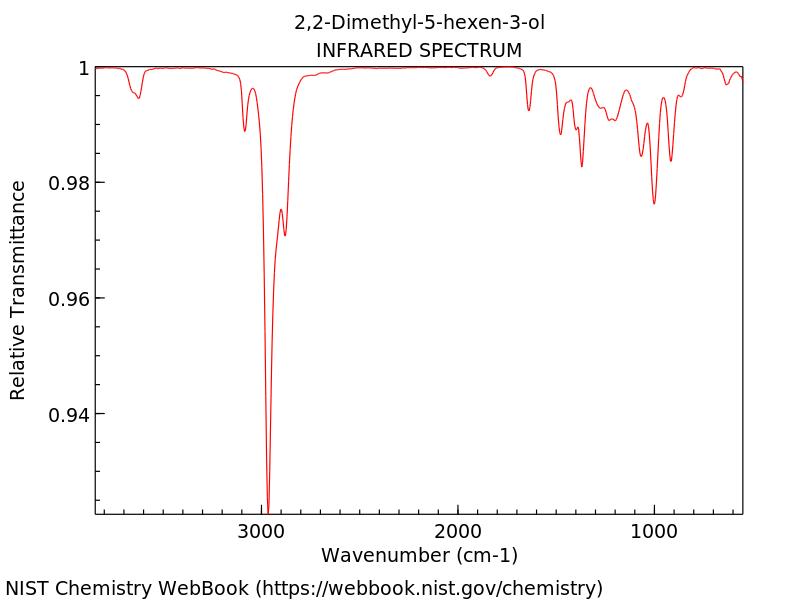 2,2-Dimethyl-5-hexen-3-ol
INFRARED SPECTRUM
1
0.98
0.96
0.94
Relative Transmittance
3000 2000 1000
Wavenumber (cm-1)
NIST Chemistry WebBook (https://webbook.nist.gov/chemistry)